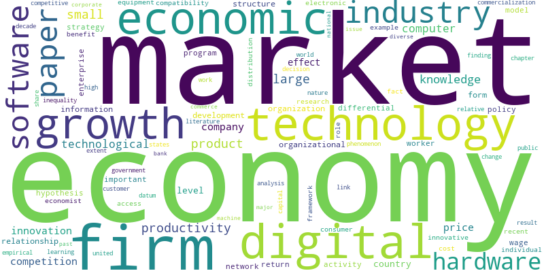 corporate
competitive
decade
equipment
compatibility
structure
electronic
commercialization
national
economic
industry
small
strategy
benefit
example
diverse
model
issue
computer
software
paper
market
program
effect
world
distribution
finding
chapter
enterprise
high
large
decision
knowledge
share
inequality
work
nature
fact
form
information
commerce
research
differential
relative
policy
growth
development
organization
technology
literature
company
role
technological
product
states
organizational
worker
phenomenon
extent
bank
change
public
economy
government
important
hypothesis
customer
datum
level
analysis
link
economist
access
major
framework
machine
firm
digital
innovation
productivity
consumer
price
result
innovative
recent
relationship
past
wage
cost
hardware
empirical
learning
united
competition
network
return
activity
country
individual